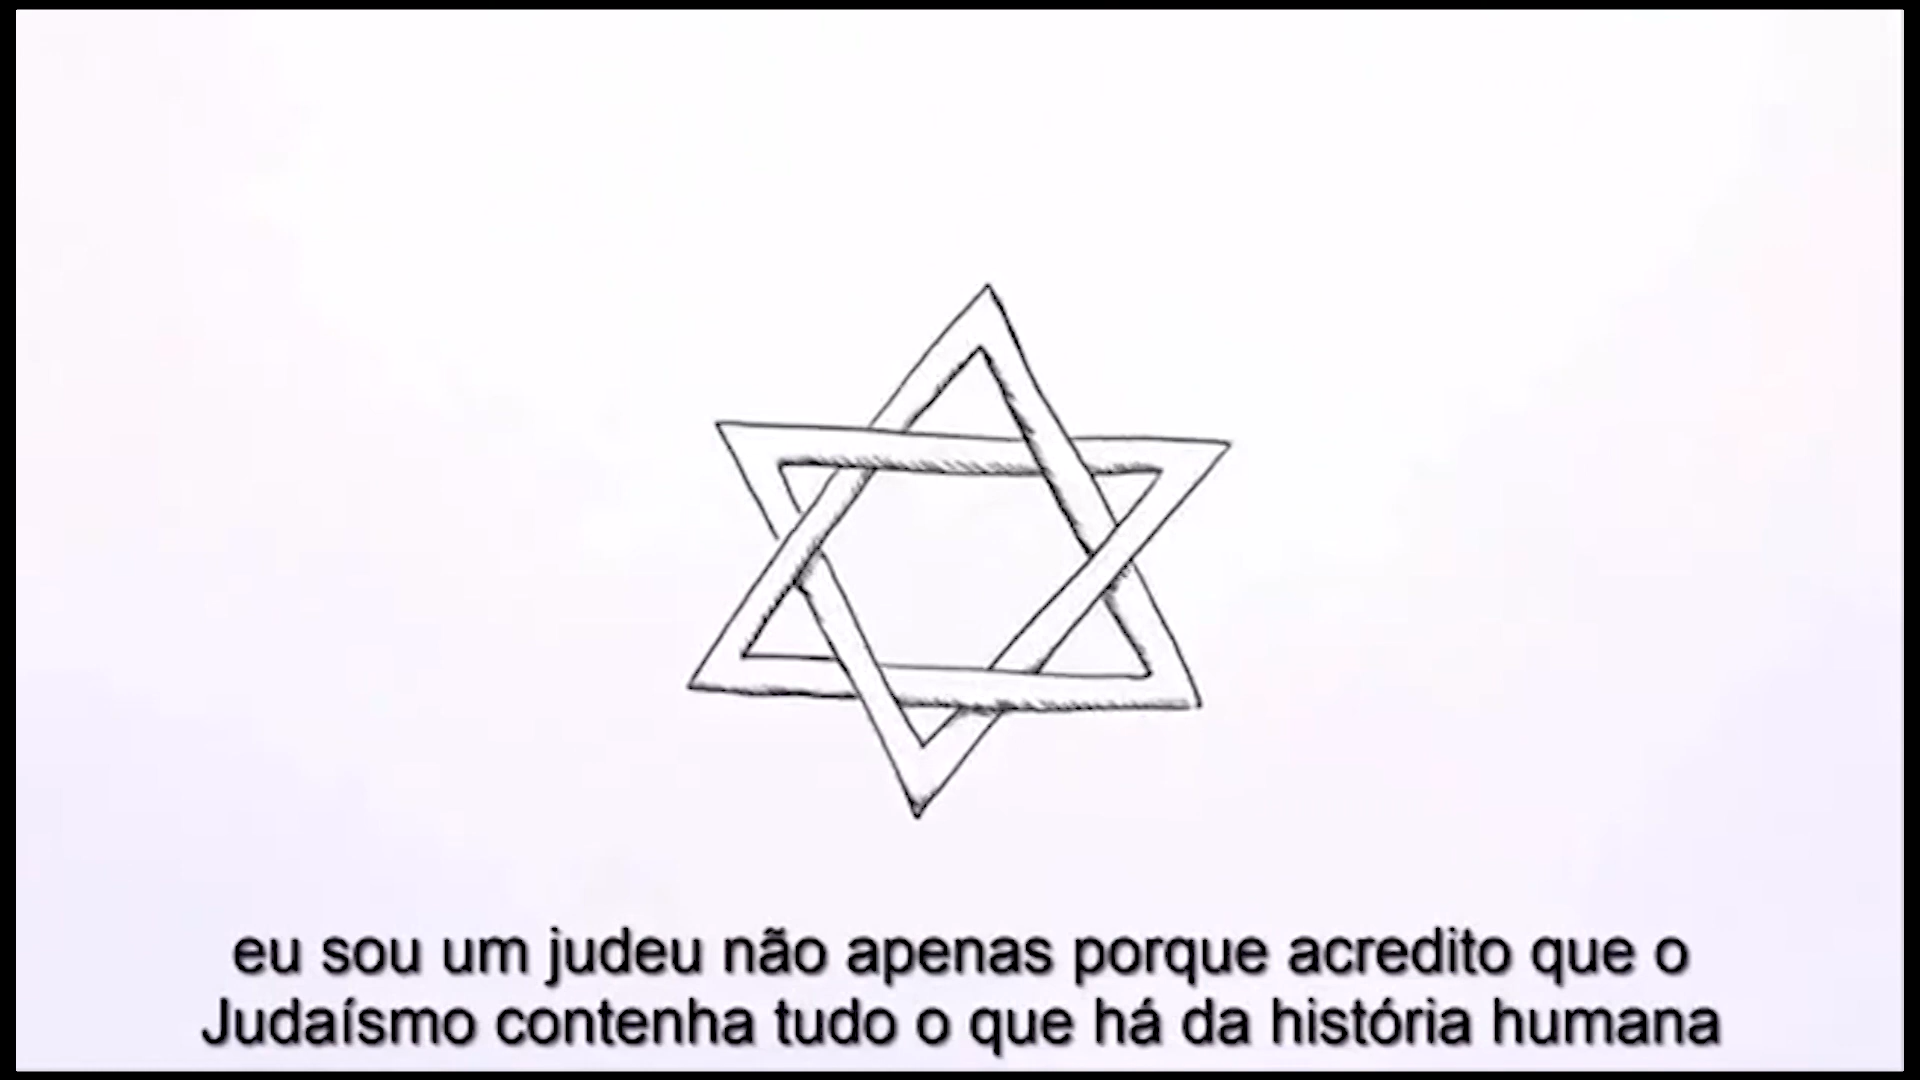 eu sou um judeu não apenas porque acredito que o
Judaísmo contenha tudo o que há da história humana